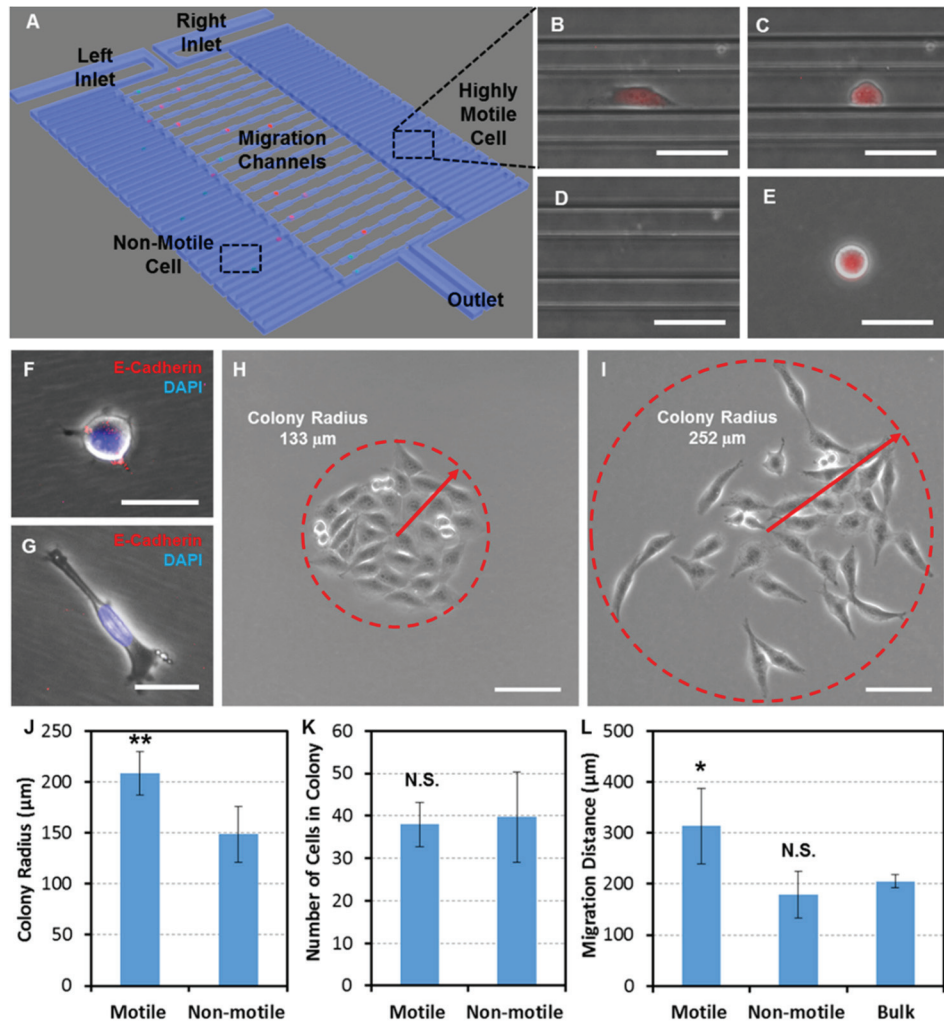 A
Right
Inlet
Left
Inlet
Highly
Motile
Cell
Migration
Channels
Non-Motile
Cell
Outlet
B
C
D
E
F
E-Cadherin
DAPI
G
E-Cadherin
DAPI
H
Colony Radius
133 µm
I
Colony Radius
252 µm
J
Colony Radius (µm)
250
200
150
100
50
0
**
Motile
Non-motile
K
Number of Cells in Colony
60
50
40
30
20
10
0
N.S.
Motile
Non-motile
L
Migration Distance (µm)
500
400
300
200
100
0
*
N.S.
Motile
Non-motile
Bulk